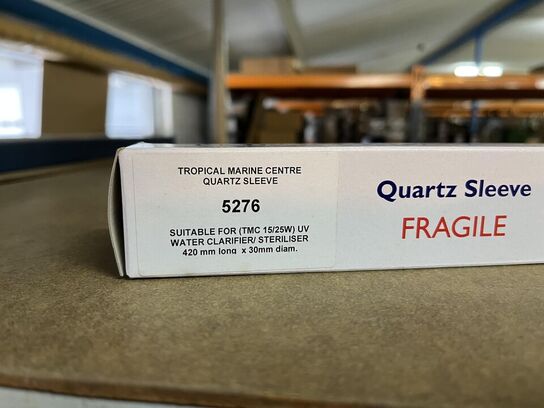 TROPICAL MARINE CENTRE
QUARTZ SLEEVE
5276
SUITABLE FOR (TMC 15/25W) UV
WATER CLARIFIER/ STERILISER
420 mm long x 30mm diam.
Quartz Sleeve
FRAGILE